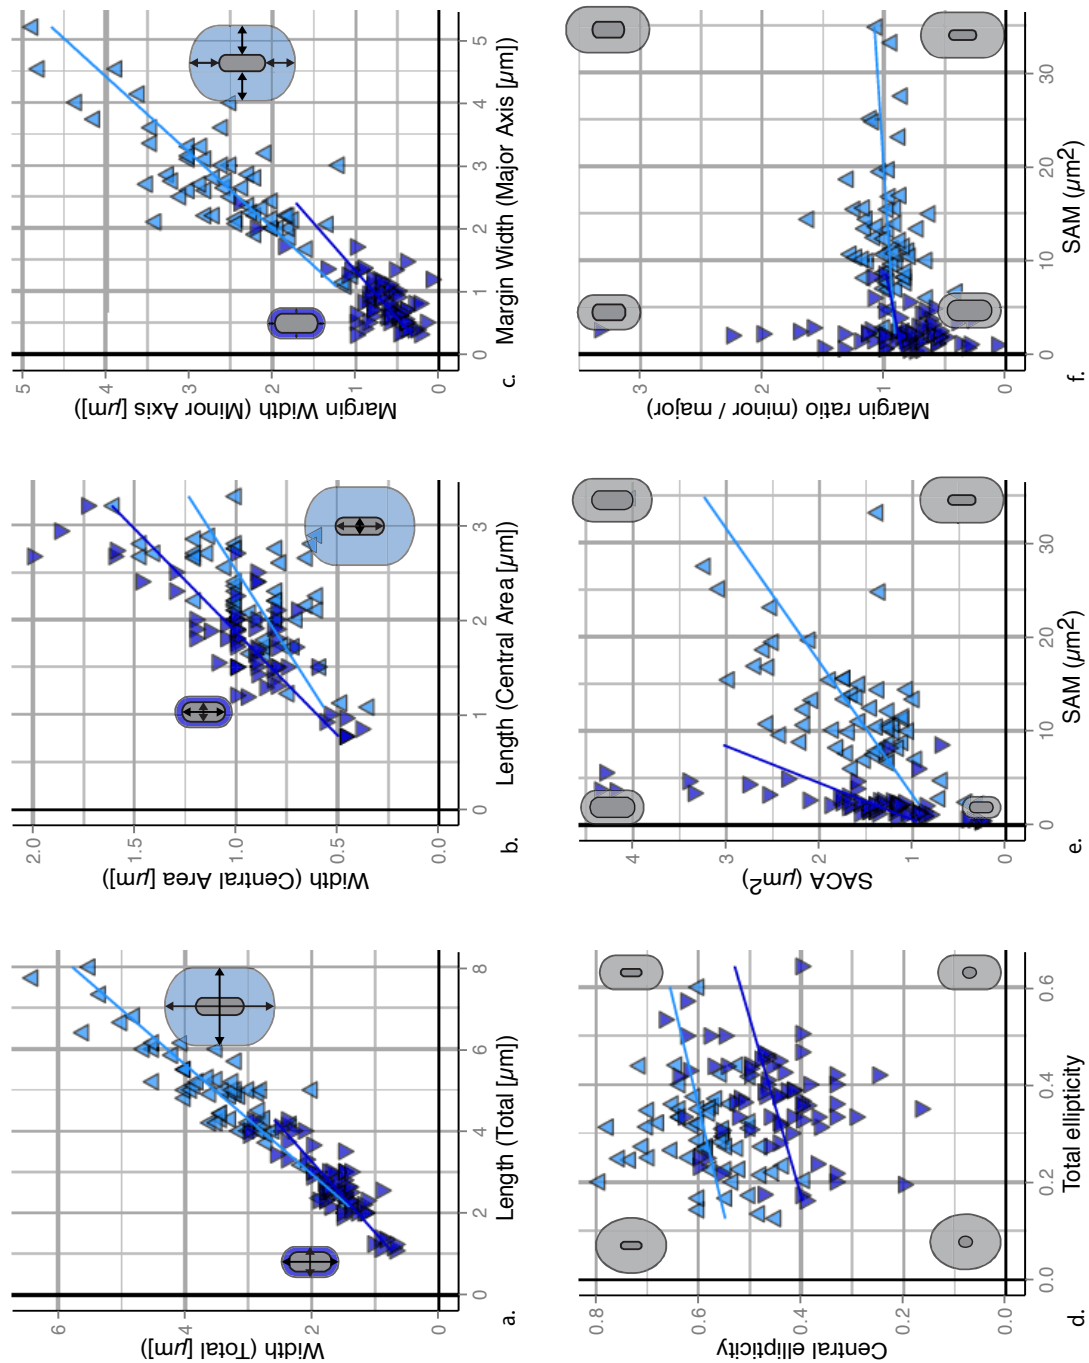 Width (Total [µm])
6
4
2
0
0 2 4 6 8
a. Length (Total [µm])
Width (Central Area [µm])
2.0
1.5
1.0
0.5
0.0
0 1 2 3
b. Length (Central Area [µm])
Margin Width (Minor Axis [µm])
5
4
3
2
1
0
0 1 2 3 4 5
c. Margin Width (Major Axis [µm])
Central ellipticity
0.8
0.6
0.4
0.2
0.0
0.0 0.2 0.4 0.6
d. Total ellipticity
SACA (µm²)
4
3
2
1
0
0 10 20 30
e. SAM (µm2)
Margin ratio (minor / major)
3
2
1
0
0 10 20 30
f. SAM (µm2)